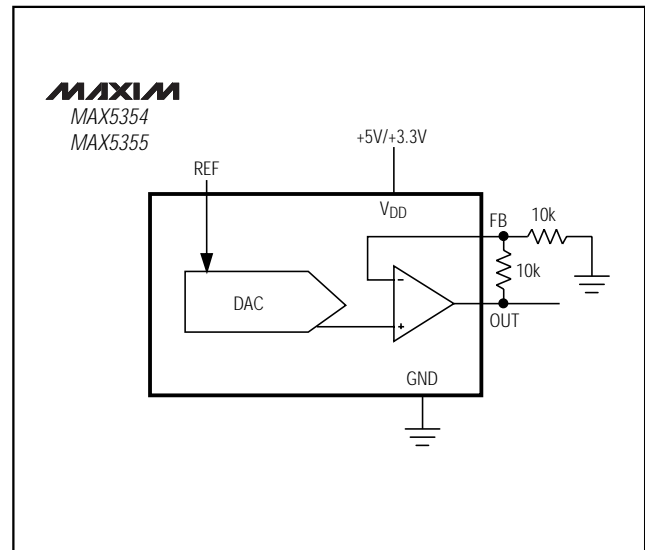 MAXIM
MAX5354
MAX5355
+5V/+3.3V
REF
VDD
FB
10k
10k
DAC
-
+
OUT
GND